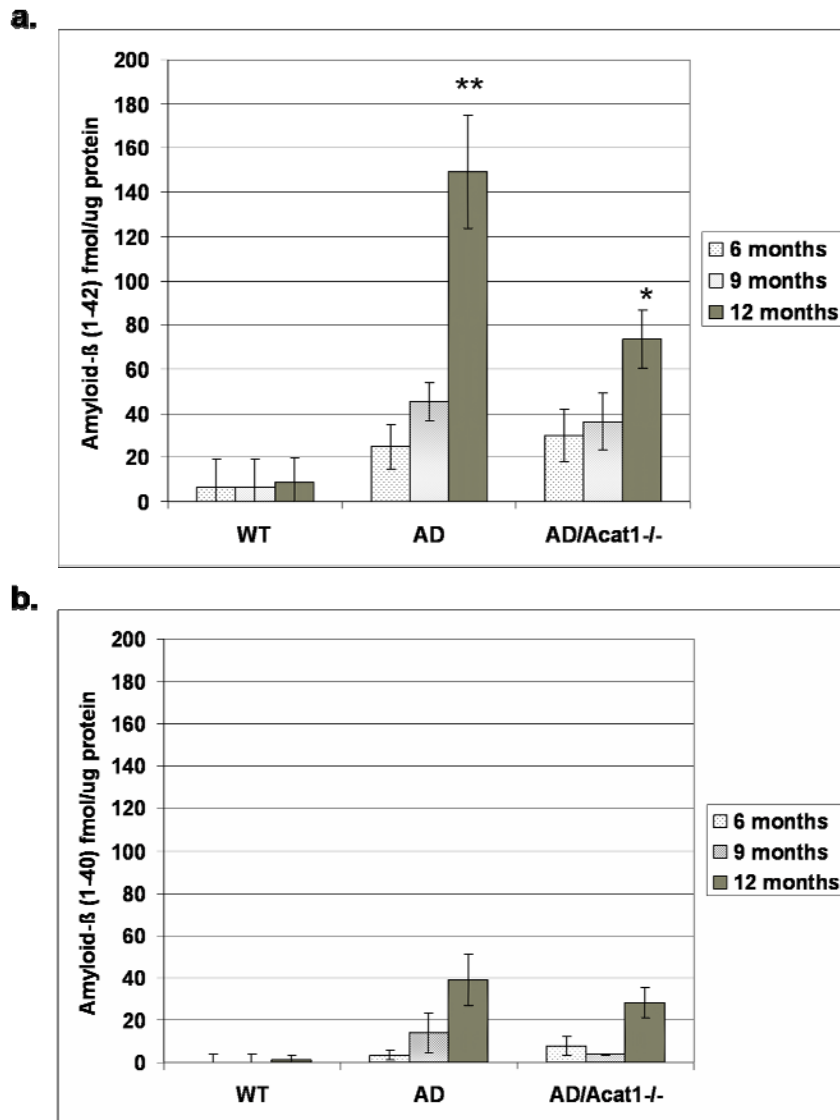 a.
200
180
160
140
120
100
80
60
40
20
0
Amyloid-ß (1-42) fmol/ug protein
**
*
WT AD AD/Acat1-/-
6 months
9 months
12 months
b.
200
180
160
140
120
100
80
60
40
20
0
Amyloid-ß (1-40) fmol/ug protein
WT AD AD/Acat1-/-
6 months
9 months
12 months